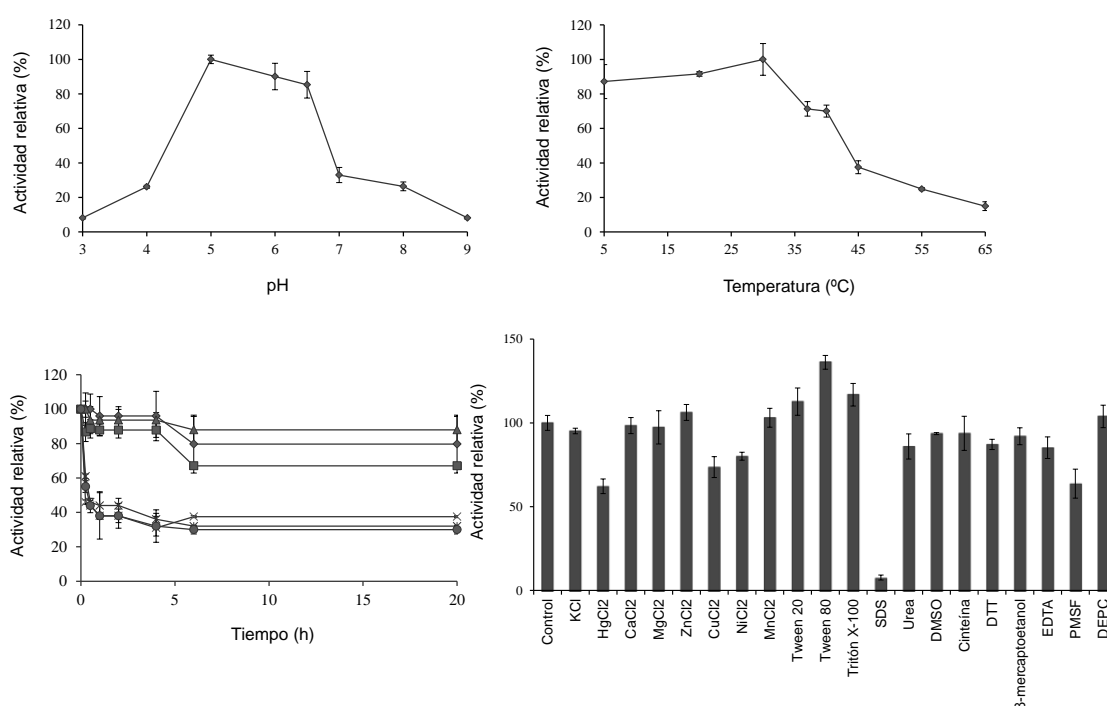 120
100
80
60
40
20
0
3 4 5 6 7 8 9
Actividad relativa (%)
pH
120
100
80
60
40
20
0
5 15 25 35 45 55 65
Actividad relativa (%)
Temperatura (ºC)
120
100
80
60
40
20
0
0 5 10 15 20
Actividad relativa (%)
Tiempo (h)
150
100
50
0
Actividad relativa (%)
Control
KCl
HgCl2
CaCl2
MgCl2
ZnCl2
CuCl2
NiCl2
MnCl2
Tween 20
Tween 80
Tritón X-100
SDS
Urea
DMSO
Cinteína
DTT
β-mercaptoetanol
EDTA
PMSF
DEPC